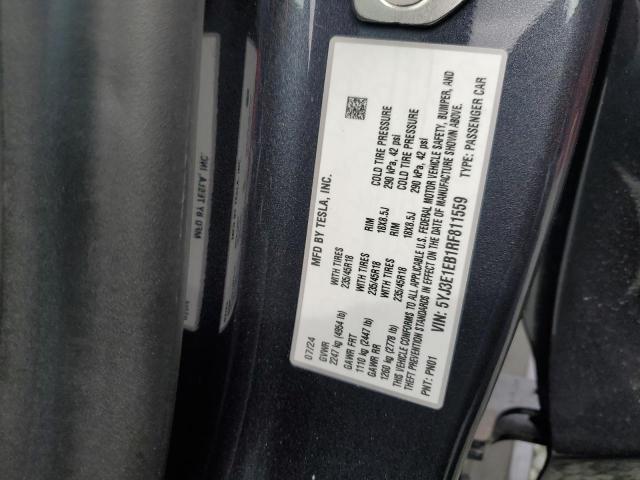 MFD BY TESLA, INC.
07/24
GVWR
2247 kg (4954 lb)
GAWR FRT WITH TIRES RIM COLD TIRE PRESSURE
1110 kg (2447 lb) 235/45R18 18X8.5J 290 kPa, 42 psi
GAWR RR WITH TIRES RIM COLD TIRE PRESSURE
1260 kg (2778 lb) 235/45R18 18X8.5J 290 kPa, 42 psi
THIS VEHICLE CONFORMS TO ALL APPLICABLE U.S. FEDERAL MOTOR VEHICLE SAFETY, BUMPER, AND
THEFT PREVENTION STANDARDS IN EFFECT ON THE DATE OF MANUFACTURE SHOWN ABOVE.
VIN: 5YJ3E1EB1RF811559 TYPE: PASSENGER CAR
PNT: PN01
MFD BY TESLA, INC.